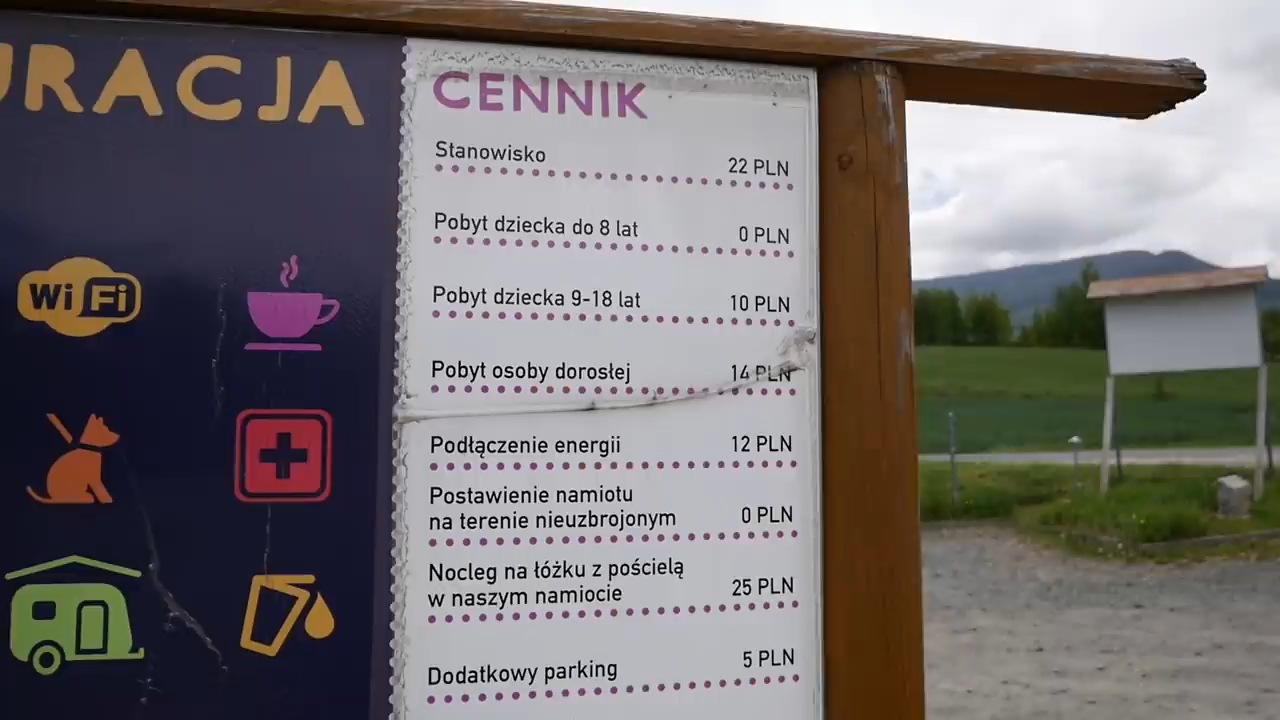 URACJA
WiFi
CENNIK
Stanowisko 22 PLN
Pobyt dziecka do 8 lat 0 PLN
Pobyt dziecka 9-18 lat 10 PLN
Pobyt osoby dorosłej 14 PLN
Podłączenie energii 12 PLN
Postawienie namiotu
na terenie nieuzbrojonym 0 PLN
Nocleg na łóżku z pościelą
w naszym namiocie 25 PLN
Dodatkowy parking 5 PLN